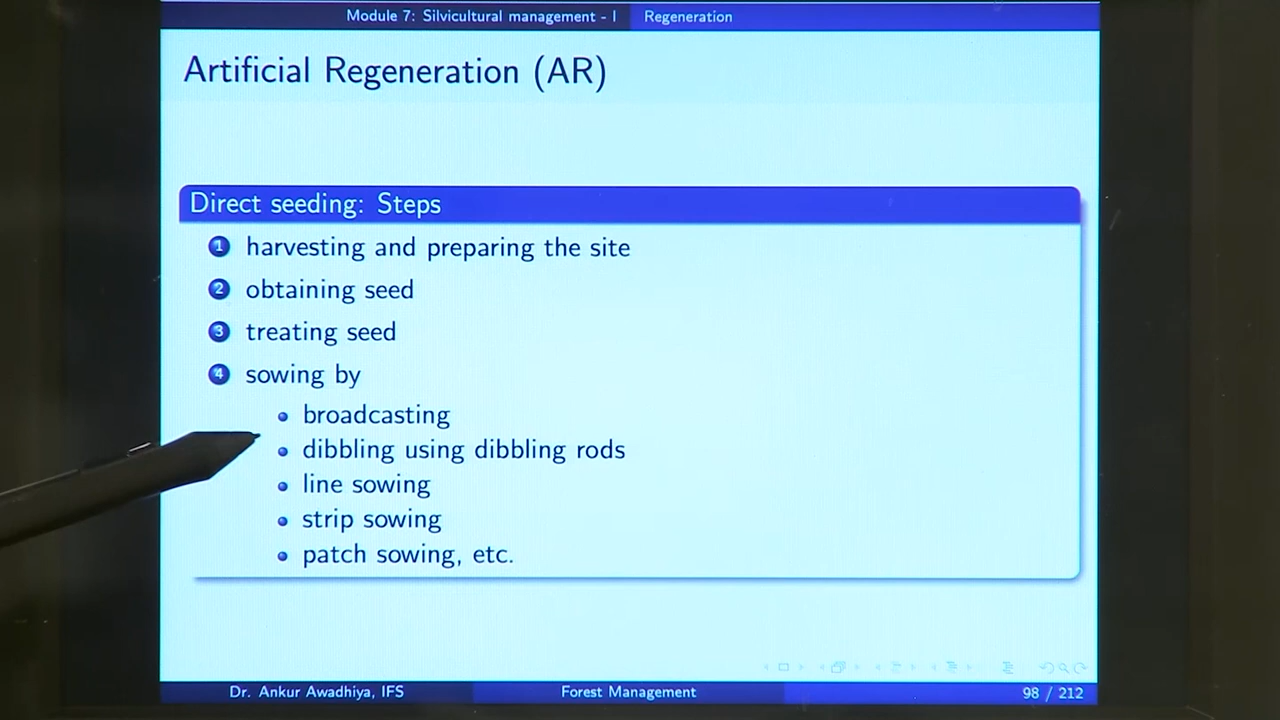 Module 7: Silvicultural management - I Regeneration
Artificial Regeneration (AR)
Direct seeding: Steps
1 harvesting and preparing the site
2 obtaining seed
3 treating seed
4 sowing by
broadcasting
dibbling using dibbling rods
line sowing
strip sowing
patch sowing, etc.
Dr. Ankur Awadhiya, IFS Forest Management 98 / 212